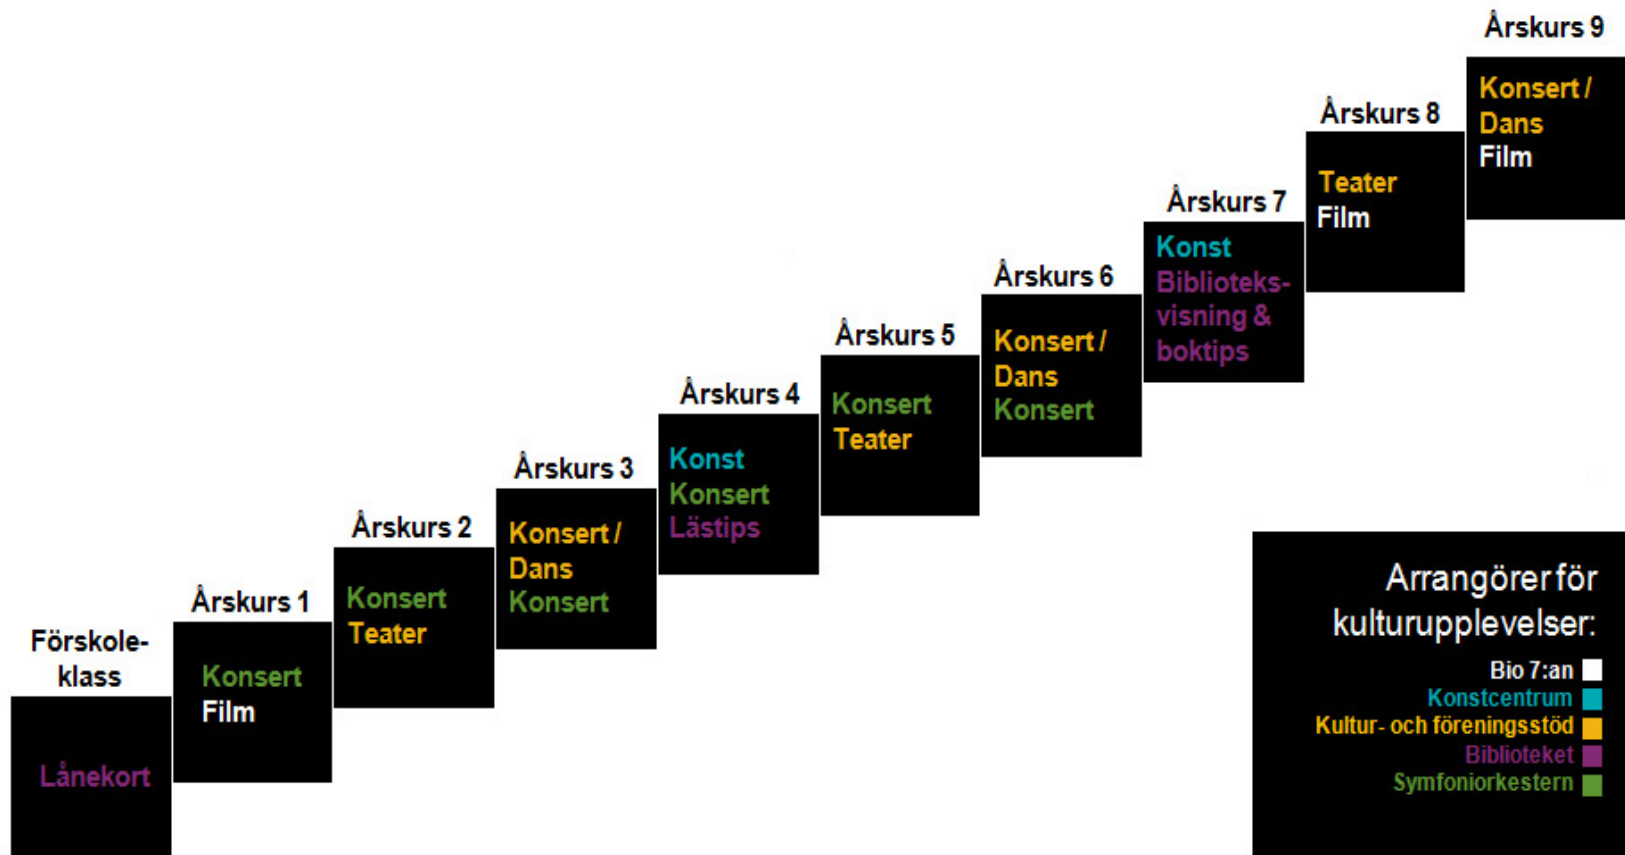 Förskole-
klass
Lånekort
Årskurs 1
Konsert
Film
Årskurs 2
Konsert
Teater
Årskurs 3
Konsert /
Dans
Konsert
Årskurs 4
Konst
Konsert
Lästips
Årskurs 5
Konsert
Teater
Årskurs 6
Konsert /
Dans
Konsert
Årskurs 7
Konst
Biblioteks-
visning &
boktips
Årskurs 8
Teater
Film
Årskurs 9
Konsert /
Dans
Film
Arrangörer för
kulturupplevelser:
Bio 7:an
Konstcentrum
Kultur- och föreningsstöd
Biblioteket
Symfoniorkestern